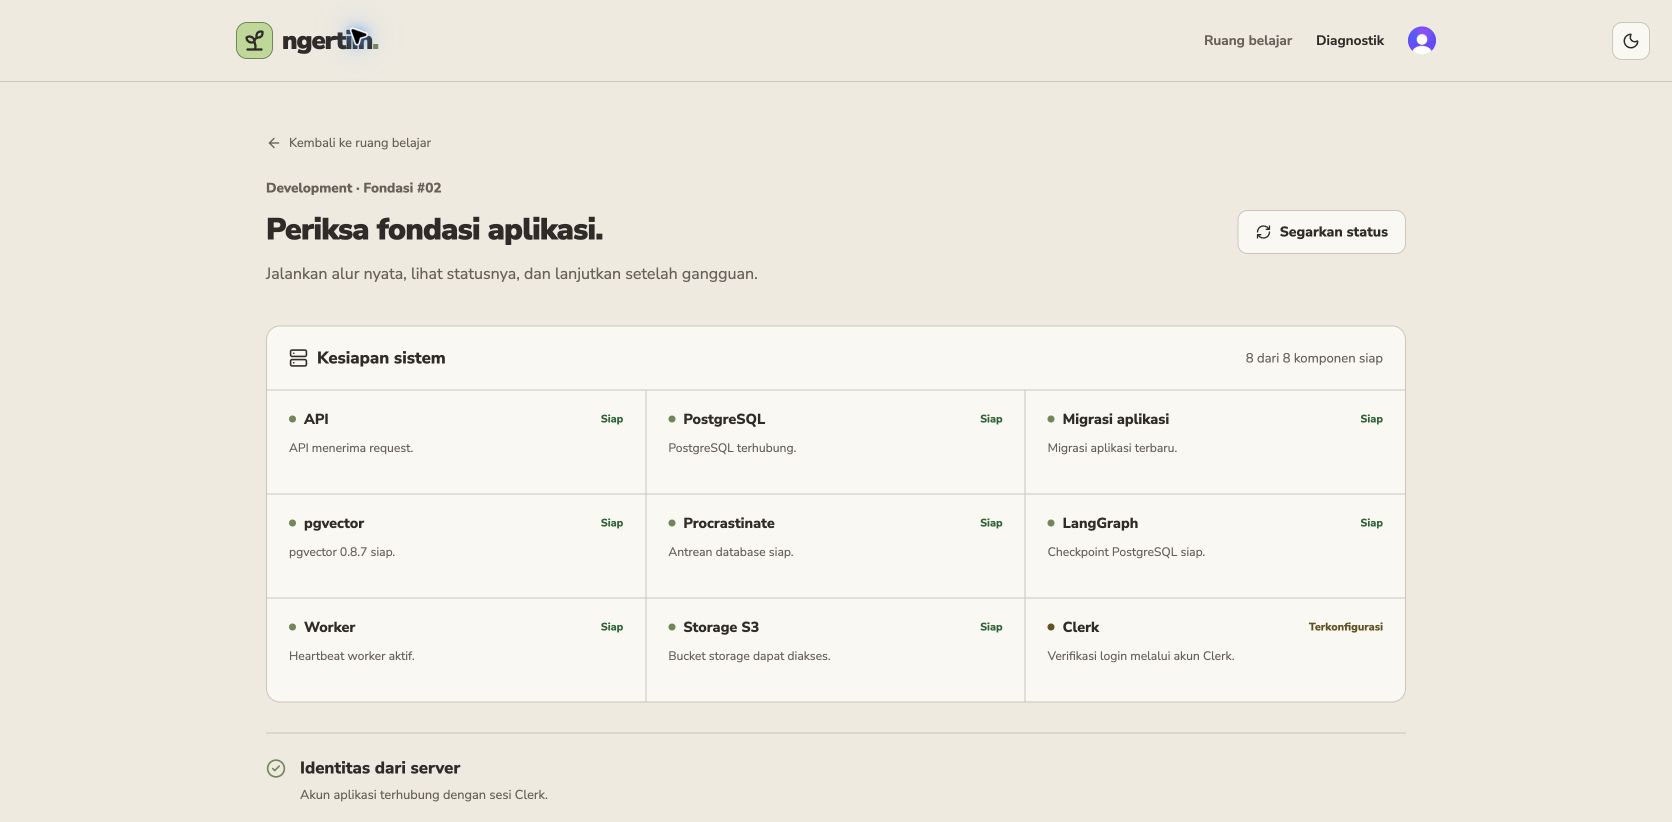 ngertiin.
Ruang belajar
Diagnostik
Kembali ke ruang belajar
Development · Fondasi #02
Periksa fondasi aplikasi.
Segarkan status
Jalankan alur nyata, lihat statusnya, dan lanjutkan setelah gangguan.
Kesiapan sistem
8 dari 8 komponen siap
API
Siap
API menerima request.
PostgreSQL
Siap
PostgreSQL terhubung.
Migrasi aplikasi
Siap
Migrasi aplikasi terbaru.
pgvector
Siap
pgvector 0.8.7 siap.
Procrastinate
Siap
Antrean database siap.
LangGraph
Siap
Checkpoint PostgreSQL siap.
Worker
Siap
Heartbeat worker aktif.
Storage S3
Siap
Bucket storage dapat diakses.
Clerk
Terkonfigurasi
Verifikasi login melalui akun Clerk.
Identitas dari server
Akun aplikasi terhubung dengan sesi Clerk.